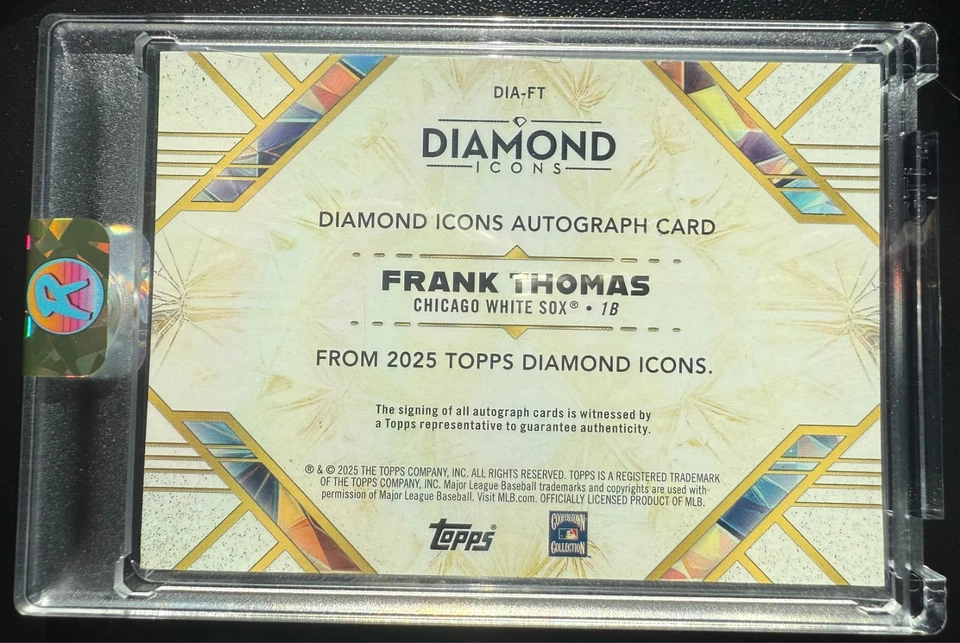 DIA-FT
DIAMOND
ICONS
DIAMOND ICONS AUTOGRAPH CARD
FRANK THOMAS
CHICAGO WHITE SOX® • 1B
FROM 2025 TOPPS DIAMOND ICONS.
The signing of all autograph cards is witnessed by
a Topps representative to guarantee authenticity.
® & © 2025 THE TOPPS COMPANY, INC. ALL RIGHTS RESERVED. TOPPS IS A REGISTERED TRADEMARK
OF THE TOPPS COMPANY, INC. Major League Baseball trademarks and copyrights are used with
permission of Major League Baseball. Visit MLB.com. OFFICIALLY LICENSED PRODUCT OF MLB.
topps®
COOPERSTOWN
COLLECTION
R